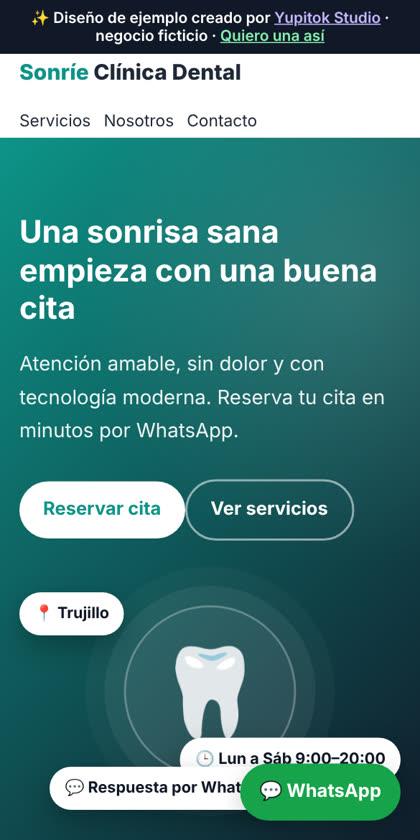 ✨ Diseño de ejemplo creado por Yupitok Studio ·
negocio ficticio · Quiero una así
Sonríe Clínica Dental
Servicios Nosotros Contacto
Una sonrisa sana
empieza con una buena
cita
Atención amable, sin dolor y con
tecnología moderna. Reserva tu cita en
minutos por WhatsApp.
Reservar cita Ver servicios
📍 Trujillo
🕒 Lun a Sáb 9:00–20:00
💬 Respuesta por What
💬 WhatsApp